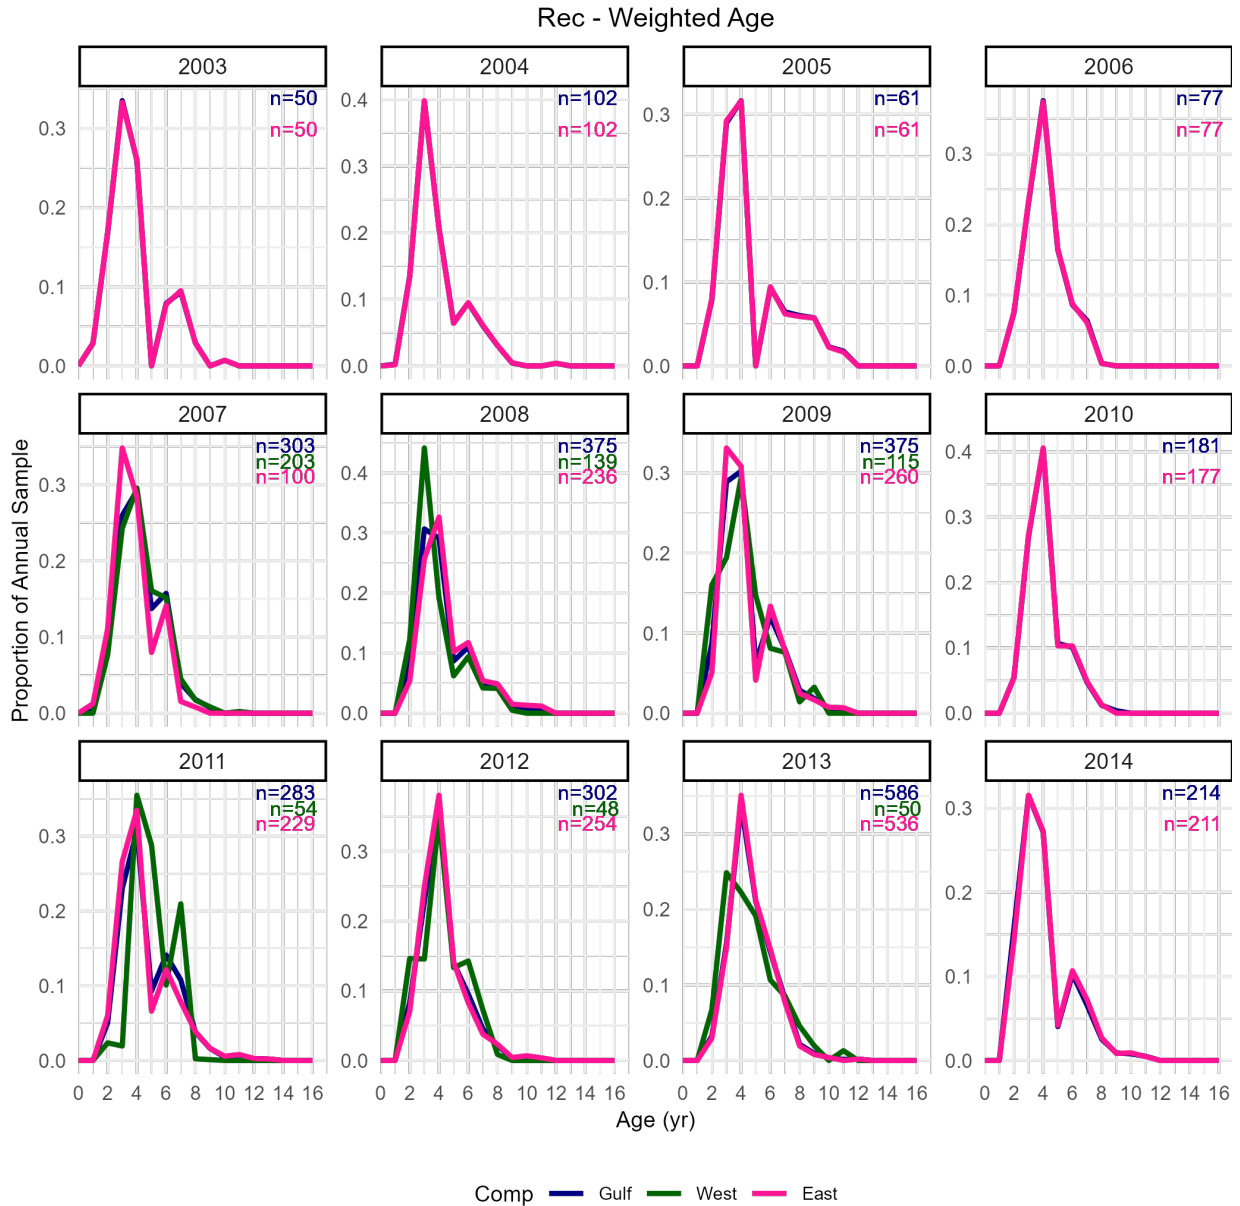 Rec - Weighted Age
2003 2004 2005 2006
n=50 n=102 n=61 n=77
n=50 n=102 n=61 n=77
0.3 0.2 0.1 0.0
0.4 0.3 0.2 0.1 0.0
0.3 0.2 0.1 0.0
0.3 0.2 0.1 0.0
2007 2008 2009 2010
n=303 n=375 n=375 n=181
n=203 n=139 n=115
n=100 n=236 n=260 n=177
0.3 0.2 0.1 0.0
0.4 0.3 0.2 0.1 0.0
0.3 0.2 0.1 0.0
0.4 0.3 0.2 0.1 0.0
Proportion of Annual Sample
2011 2012 2013 2014
n=283 n=302 n=586 n=214
n=54 n=48 n=50
n=229 n=254 n=536 n=211
0.3 0.2 0.1 0.0
0.3 0.2 0.1 0.0
0.3 0.2 0.1 0.0
0.3 0.2 0.1 0.0
0 2 4 6 8 10 12 14 16 0 2 4 6 8 10 12 14 16 0 2 4 6 8 10 12 14 16 0 2 4 6 8 10 12 14 16
Age (yr)
Comp Gulf West East